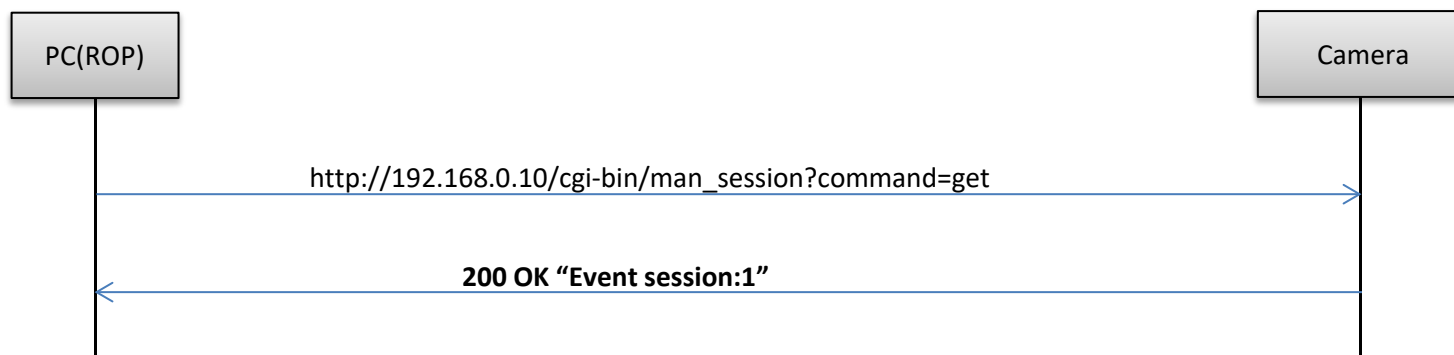 PC(ROP)
Camera
http://192.168.0.10/cgi-bin/man_session?command=get
200 OK “Event session:1”